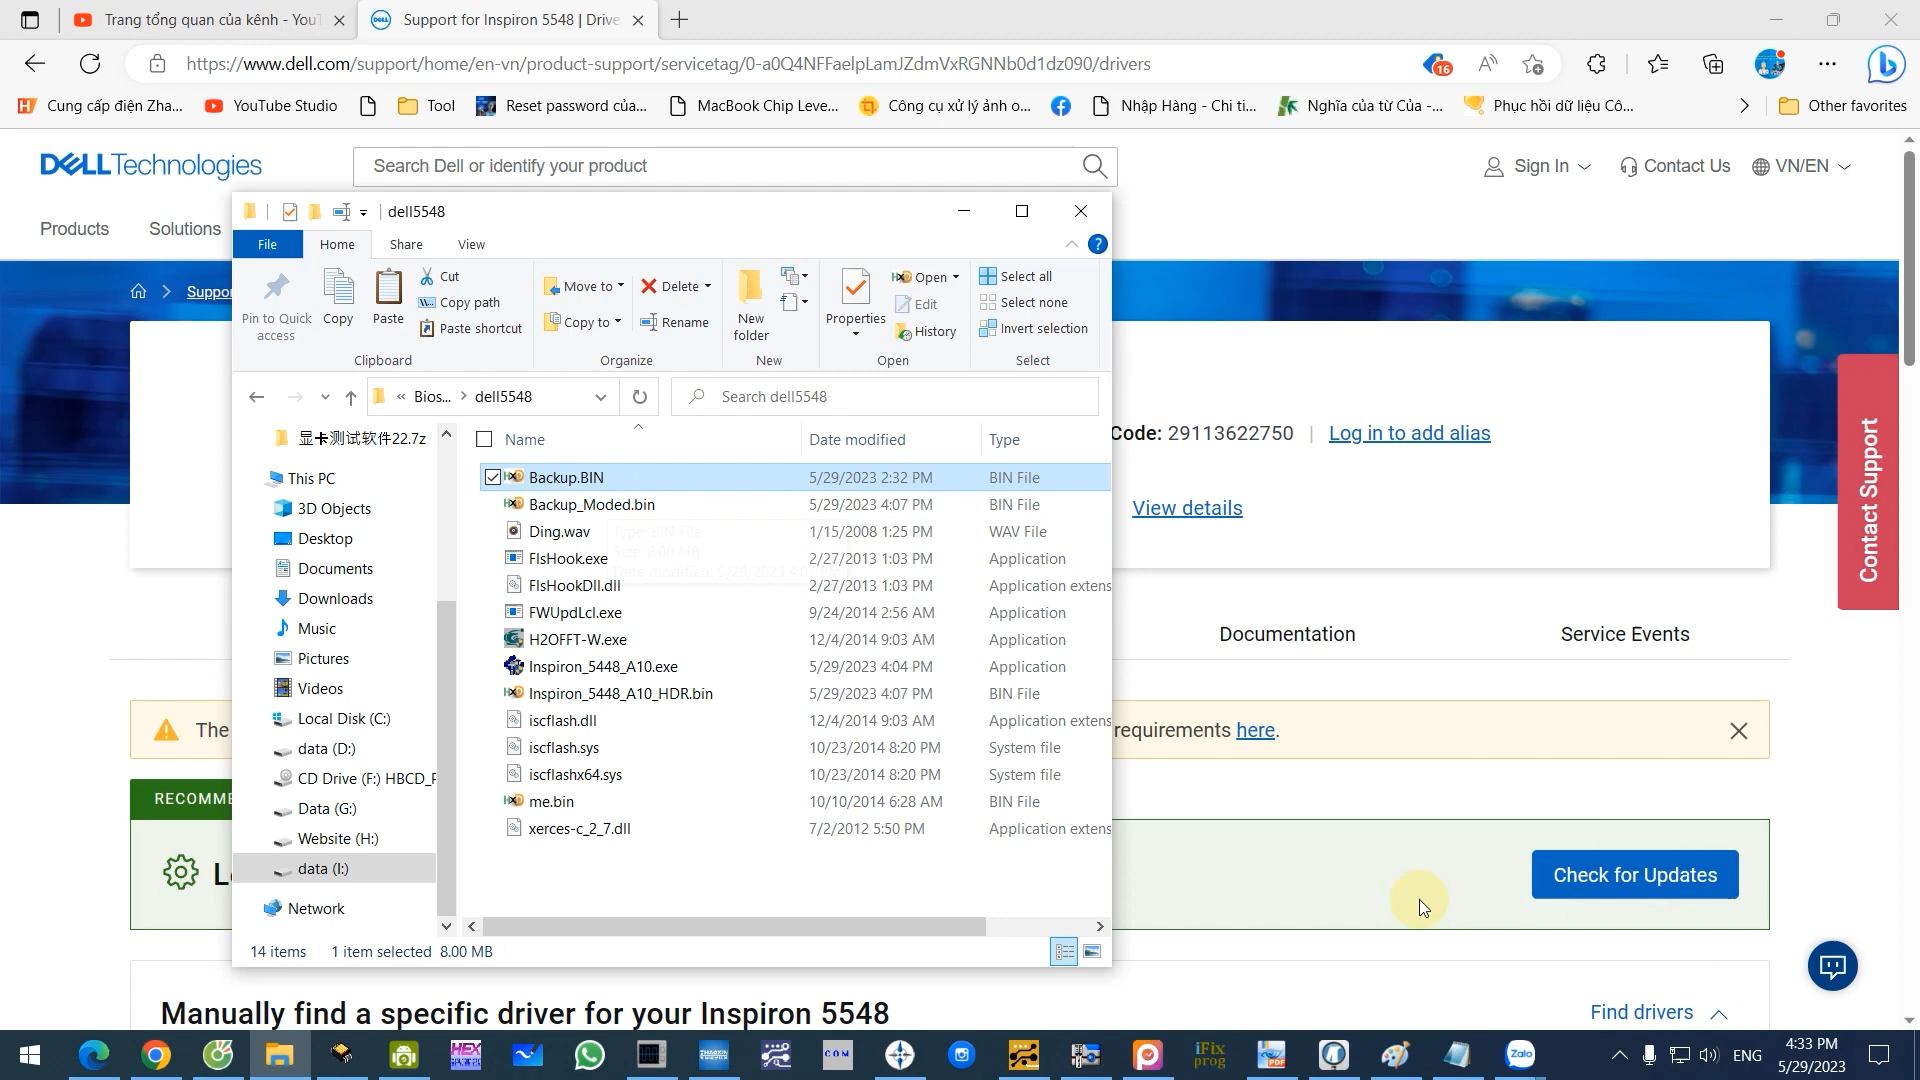 Trang tổng quan của kênh - You
Support for Inspiron 5548 | Drive
https://www.dell.com/support/home/en-vn/product-support/servicetag/0-a0Q4NFFaelpLamJZdmVxRGNNb0d1dz090/drivers
16
Cung cấp điện Zha...
YouTube Studio
Tool
Reset password của...
MacBook Chip Leve...
Công cụ xử lý ảnh o...
Nhập Hàng - Chi ti...
Nghĩa của từ Của -...
Phục hồi dữ liệu Cô...
Other favorites
DELLTechnologies
Search Dell or identify your product
Sign In
Contact Us
VN/EN
Products
Solutions
Suppor
dell5548
File
Home
Share
View
Pin to Quick access
Copy
Paste
Cut
Copy path
Paste shortcut
Clipboard
Move to
Copy to
Delete
Rename
Organize
New folder
New
Properties
Open
Edit
History
Open
Select all
Select none
Invert selection
Select
« Bios... > dell5548
Search dell5548
显卡测试软件22.7z
This PC
3D Objects
Desktop
Documents
Downloads
Music
Pictures
Videos
Local Disk (C:)
data (D:)
CD Drive (F:) HBCD_P
Data (G:)
Website (H:)
data (I:)
Network
Name Date modified Type
Backup.BIN 5/29/2023 2:32 PM BIN File
Backup_Moded.bin 5/29/2023 4:07 PM BIN File
Ding.wav 1/15/2008 1:25 PM WAV File
FlsHook.exe 2/27/2013 1:03 PM Application
FlsHookDll.dll 2/27/2013 1:03 PM Application extens
FWUpdLcl.exe 9/24/2014 2:56 AM Application
H2OFFT-W.exe 12/4/2014 9:03 AM Application
Inspiron_5448_A10.exe 5/29/2023 4:04 PM Application
Inspiron_5448_A10_HDR.bin 5/29/2023 4:07 PM BIN File
iscflash.dll 12/4/2014 9:03 AM Application extens
iscflash.sys 10/23/2014 8:20 PM System file
iscflashx64.sys 10/23/2014 8:20 PM System file
me.bin 10/10/2014 6:28 AM BIN File
xerces-c_2_7.dll 7/2/2012 5:50 PM Application extens
14 items 1 item selected 8.00 MB
Code: 29113622750 | Log in to add alias
View details
Contact Support
Documentation
Service Events
The
requirements here.
RECOMME
Check for Updates
Manually find a specific driver for your Inspiron 5548
Find drivers
HEX
COM
iFix prog
PDF
Zalo
ENG
4:33 PM
5/29/2023